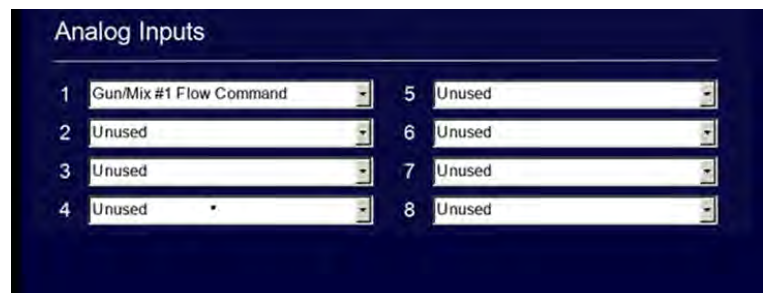 Analog Inputs
1 Gun/Mix #1 Flow Command 5 Unused
2 Unused 6 Unused
3 Unused 7 Unused
4 Unused 8 Unused